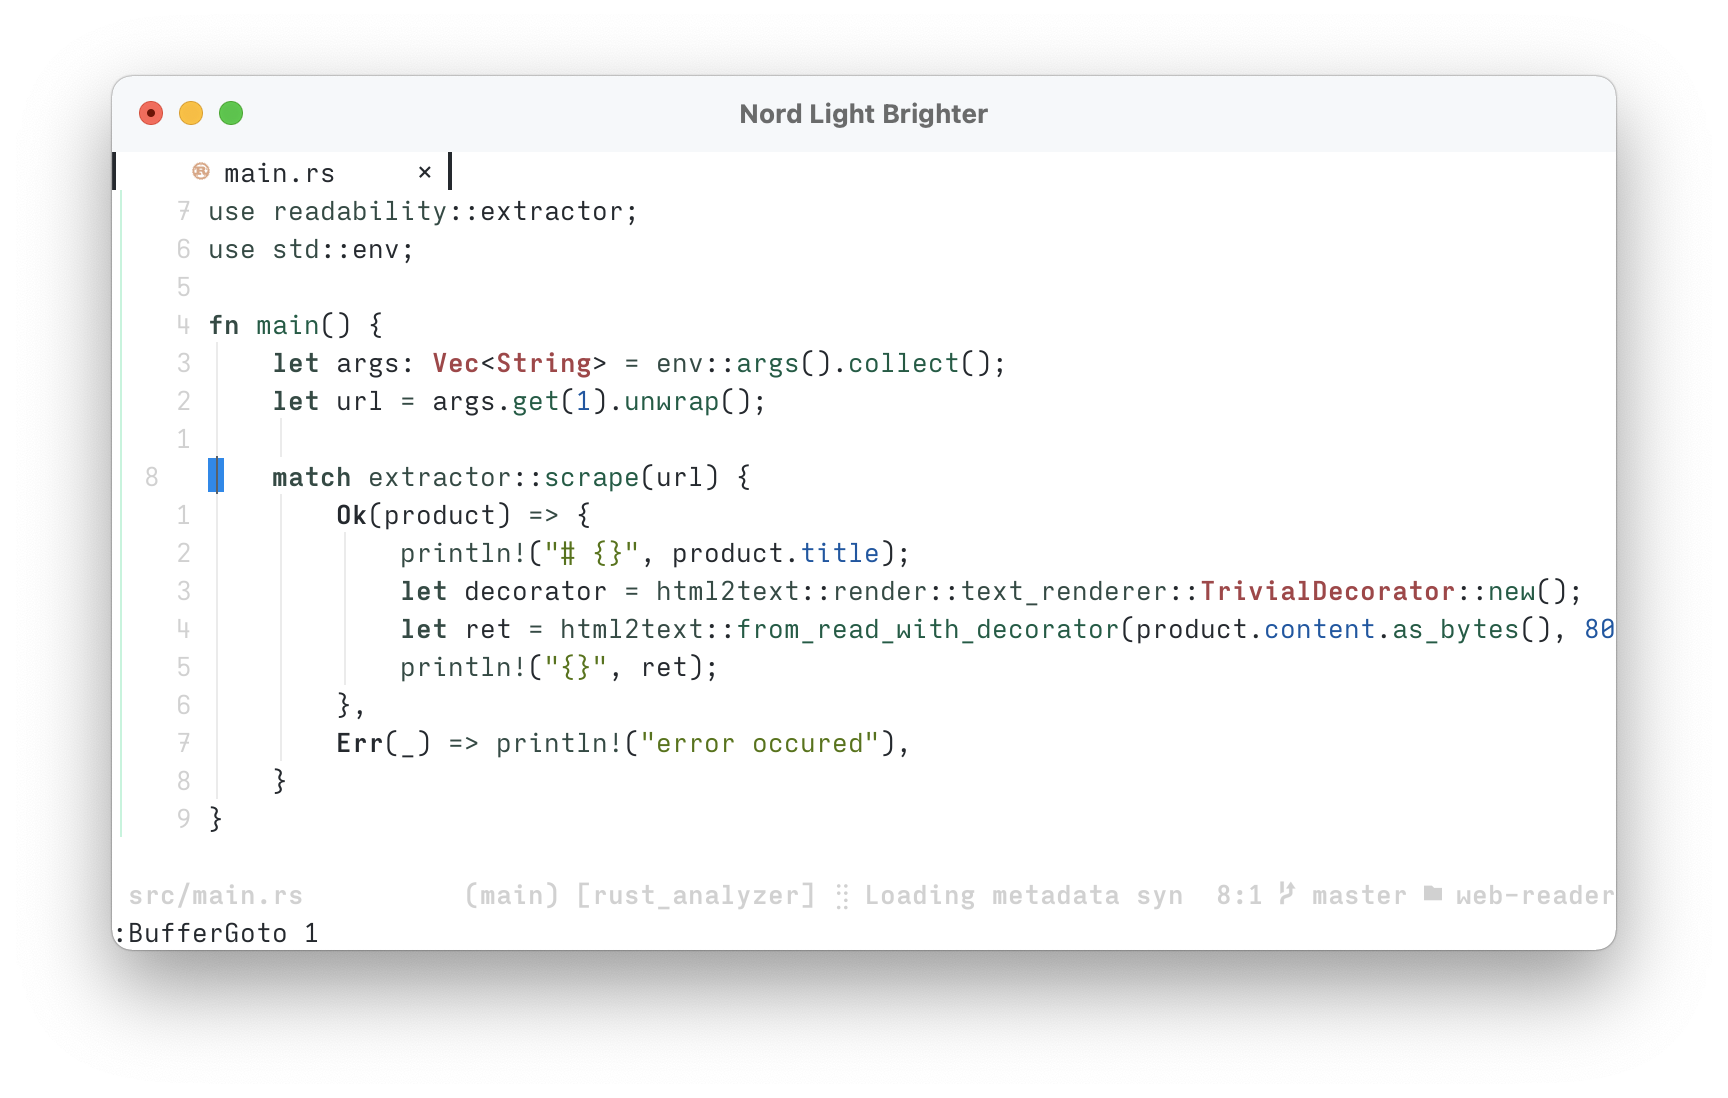 Nord Light Brighter
main.rs ×
7 use readability::extractor;
6 use std::env;
5
4 fn main() {
3     let args: Vec<String> = env::args().collect();
2     let url = args.get(1).unwrap();
1
8     match extractor::scrape(url) {
1         Ok(product) => {
2             println!("# {}", product.title);
3             let decorator = html2text::render::text_renderer::TrivialDecorator::new();
4             let ret = html2text::from_read_with_decorator(product.content.as_bytes(), 80
5             println!("{}", ret);
6         },
7         Err(_) => println!("error occured"),
8     }
9 }
src/main.rs (main) [rust_analyzer] ⣿ Loading metadata syn 8:1 master web-reader
:BufferGoto 1